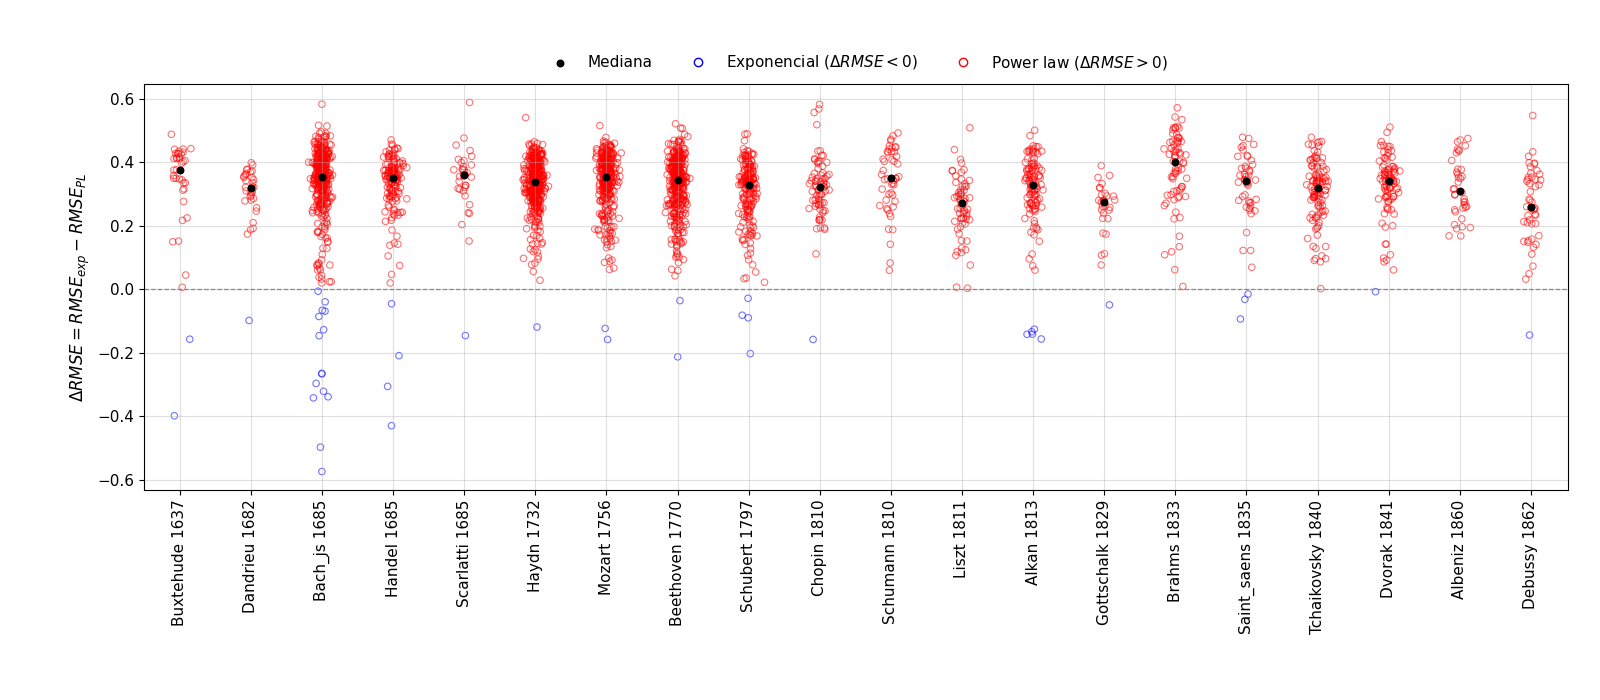 Mediana Exponencial (ΔRMSE < 0) Power law (ΔRMSE > 0)
ΔRMSE = RMSE_exp − RMSE_PL
0.6
0.4
0.2
0.0
−0.2
−0.4
−0.6
Buxtehude 1637
Dandrieu 1682
Bach_js 1685
Handel 1685
Scarlatti 1685
Haydn 1732
Mozart 1756
Beethoven 1770
Schubert 1797
Chopin 1810
Schumann 1810
Liszt 1811
Alkan 1813
Gottschalk 1829
Brahms 1833
Saint_saens 1835
Tchaikovsky 1840
Dvorak 1841
Albeniz 1860
Debussy 1862